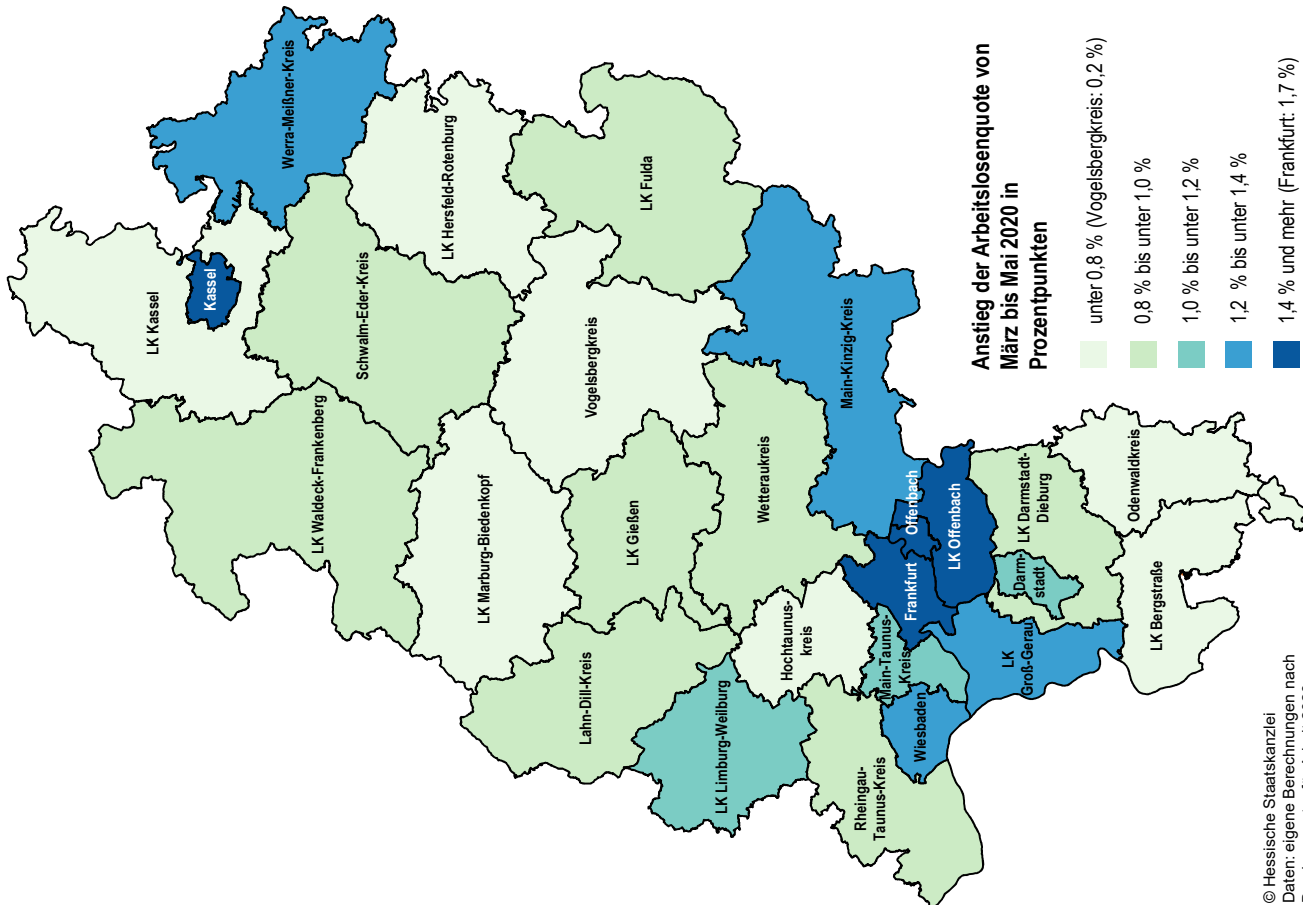 LK Kassel
Kassel
Werra-Meißner-Kreis
LK Waldeck-Frankenberg
Schwalm-Eder-Kreis
LK Hersfeld-Rotenburg
LK Marburg-Biedenkopf
Vogelsbergkreis
LK Fulda
Lahn-Dill-Kreis
LK Gießen
LK Limburg-Weilburg
Hochtaunus-
kreis
Wetteraukreis
Main-Kinzig-Kreis
Rheingau-
Taunus-Kreis
Wiesbaden
Main-Taunus-
Kreis
Frankfurt
Offenbach
LK Offenbach
LK
Groß-Gerau
Darm-
stadt
LK Darmstadt-
Dieburg
LK Bergstraße
Odenwaldkreis
Anstieg der Arbeitslosenquote von
März bis Mai 2020 in
Prozentpunkten
unter 0,8 % (Vogelsbergkreis: 0,2 %)
0,8 % bis unter 1,0 %
1,0 % bis unter 1,2 %
1,2 % bis unter 1,4 %
1,4 % und mehr (Frankfurt: 1,7 %)
© Hessische Staatskanzlei
Daten: eigene Berechnungen nach